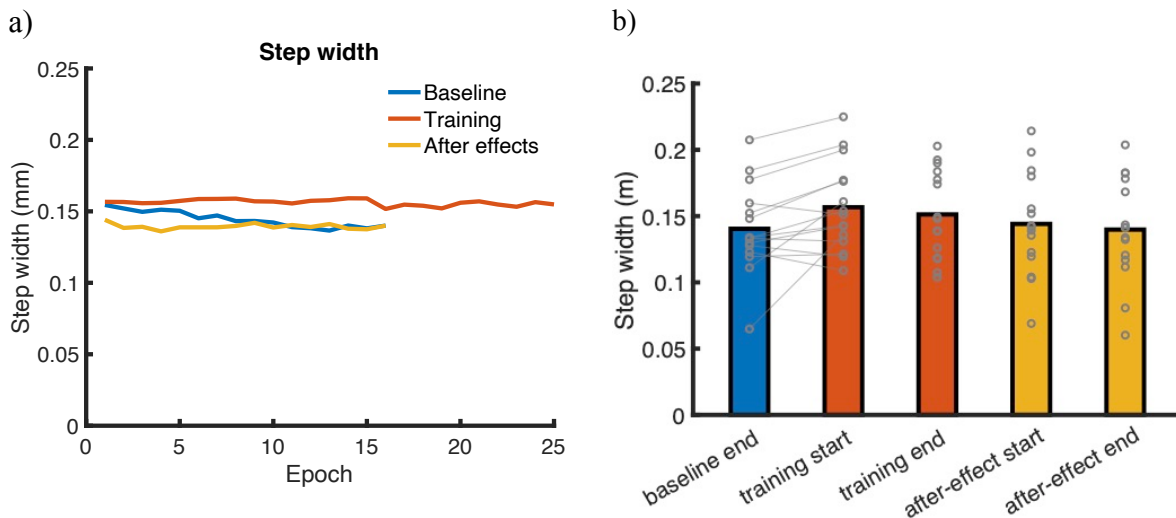 a)
Step width
Baseline
Training
After effects
Step width (mm)
0.25
0.2
0.15
0.1
0.05
0
0
5
10
15
20
25
Epoch
b)
Step width (m)
0.25
0.20
0.15
0.10
0.05
0
baseline end
training start
training end
after-effect start
after-effect end